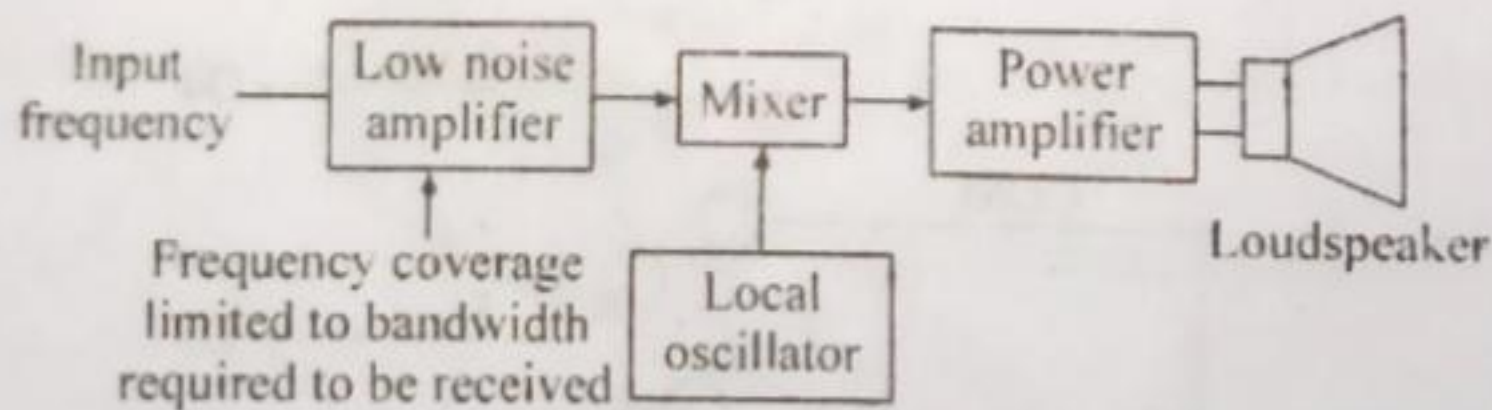 Input
frequency
Low noise
amplifier
Mixer
Power
amplifier
Loudspeaker
Frequency coverage
limited to bandwidth
required to be received
Local
oscillator